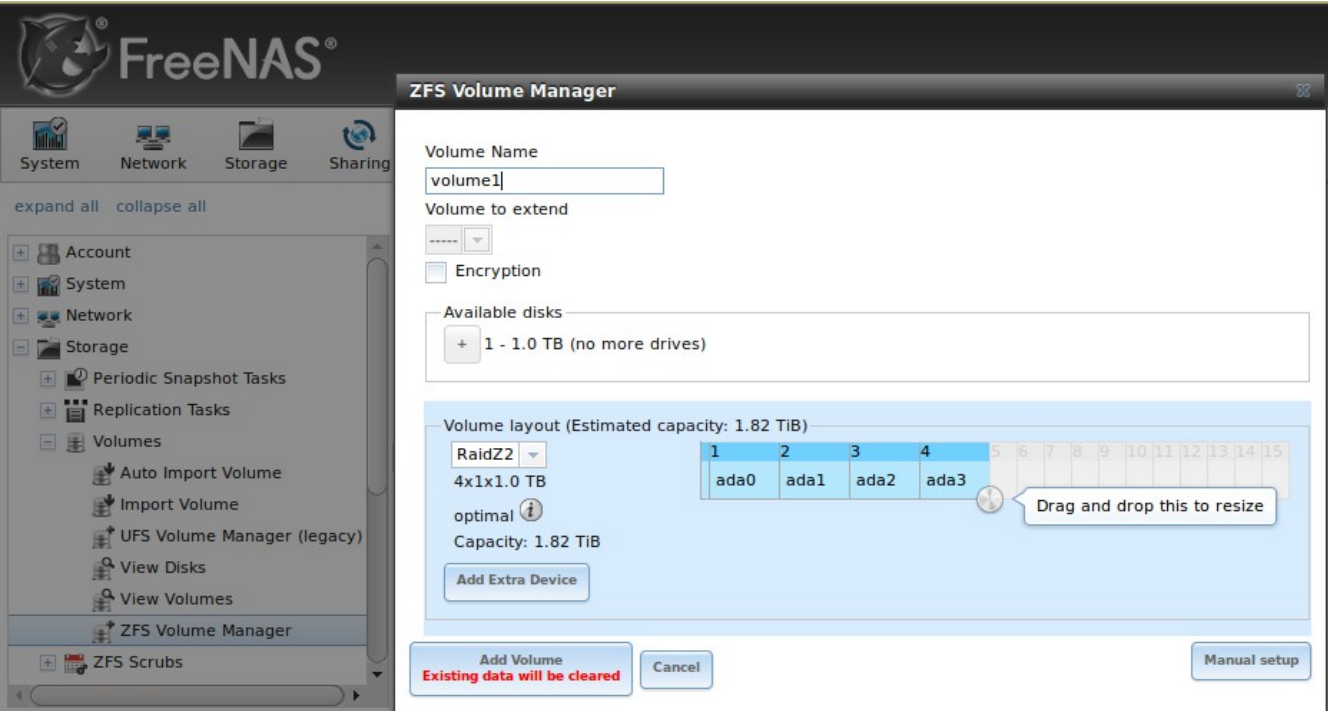 FreeNAS®
System Network Storage Sharing
expand all collapse all
Account
System
Network
Storage
Periodic Snapshot Tasks
Replication Tasks
Volumes
Auto Import Volume
Import Volume
UFS Volume Manager (legacy)
View Disks
View Volumes
ZFS Volume Manager
ZFS Scrubs
ZFS Volume Manager
Volume Name
volume1
Volume to extend
-----
Encryption
Available disks
+ 1 - 1.0 TB (no more drives)
Volume layout (Estimated capacity: 1.82 TiB)
RaidZ2
4x1x1.0 TB
optimal i
Capacity: 1.82 TiB
1 2 3 4 5 6 7 8 9 10 11 12 13 14 15
ada0 ada1 ada2 ada3
Drag and drop this to resize
Add Extra Device
Add Volume
Existing data will be cleared
Cancel
Manual setup